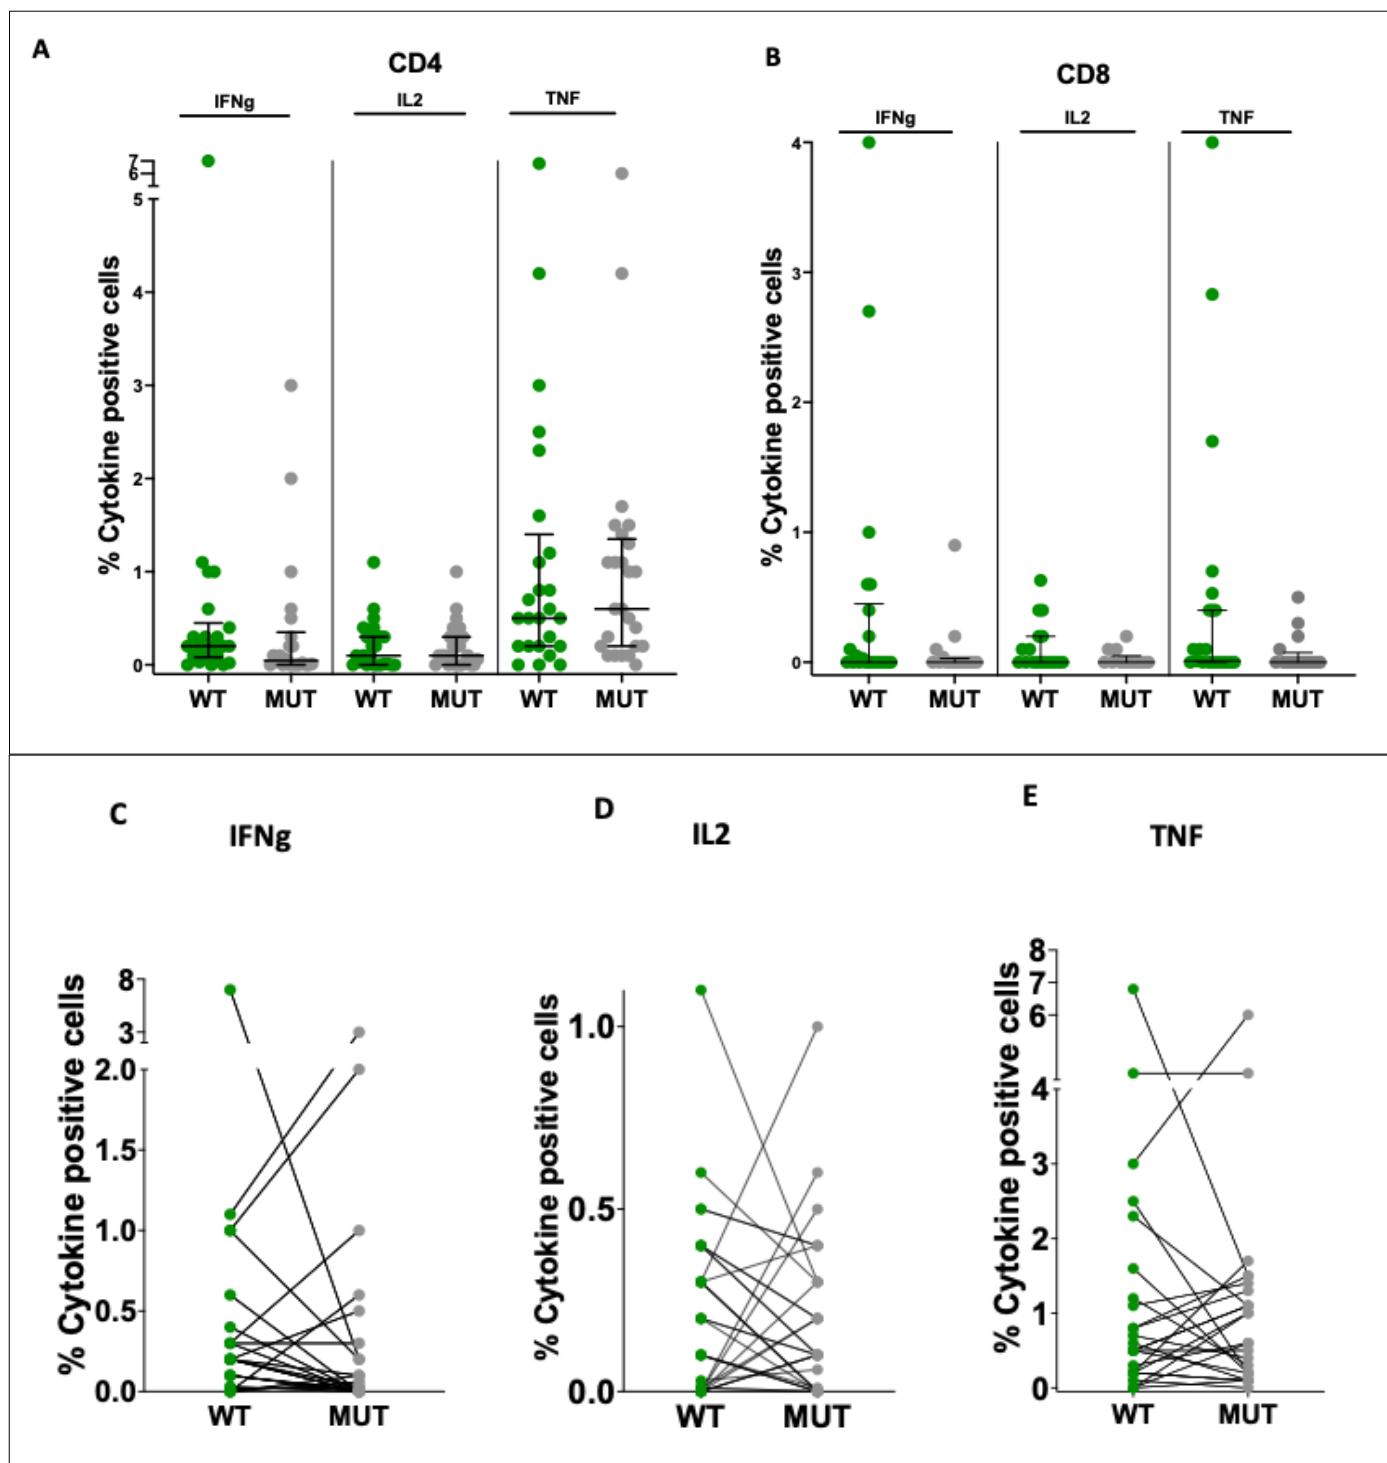 A
CD4
IFNg IL2 TNF
7
6
5
4
3
2
1
0
% Cytokine positive cells
WT MUT WT MUT WT MUT
B
CD8
IFNg IL2 TNF
4
3
2
1
0
% Cytokine positive cells
WT MUT WT MUT WT MUT
C
IFNg
8
3
2.0
1.5
1.0
0.5
0.0
% Cytokine positive cells
WT MUT
D
IL2
1.0
0.5
0.0
% Cytokine positive cells
WT MUT
E
TNF
8
7
6
4
3
2
1
0
% Cytokine positive cells
WT MUT